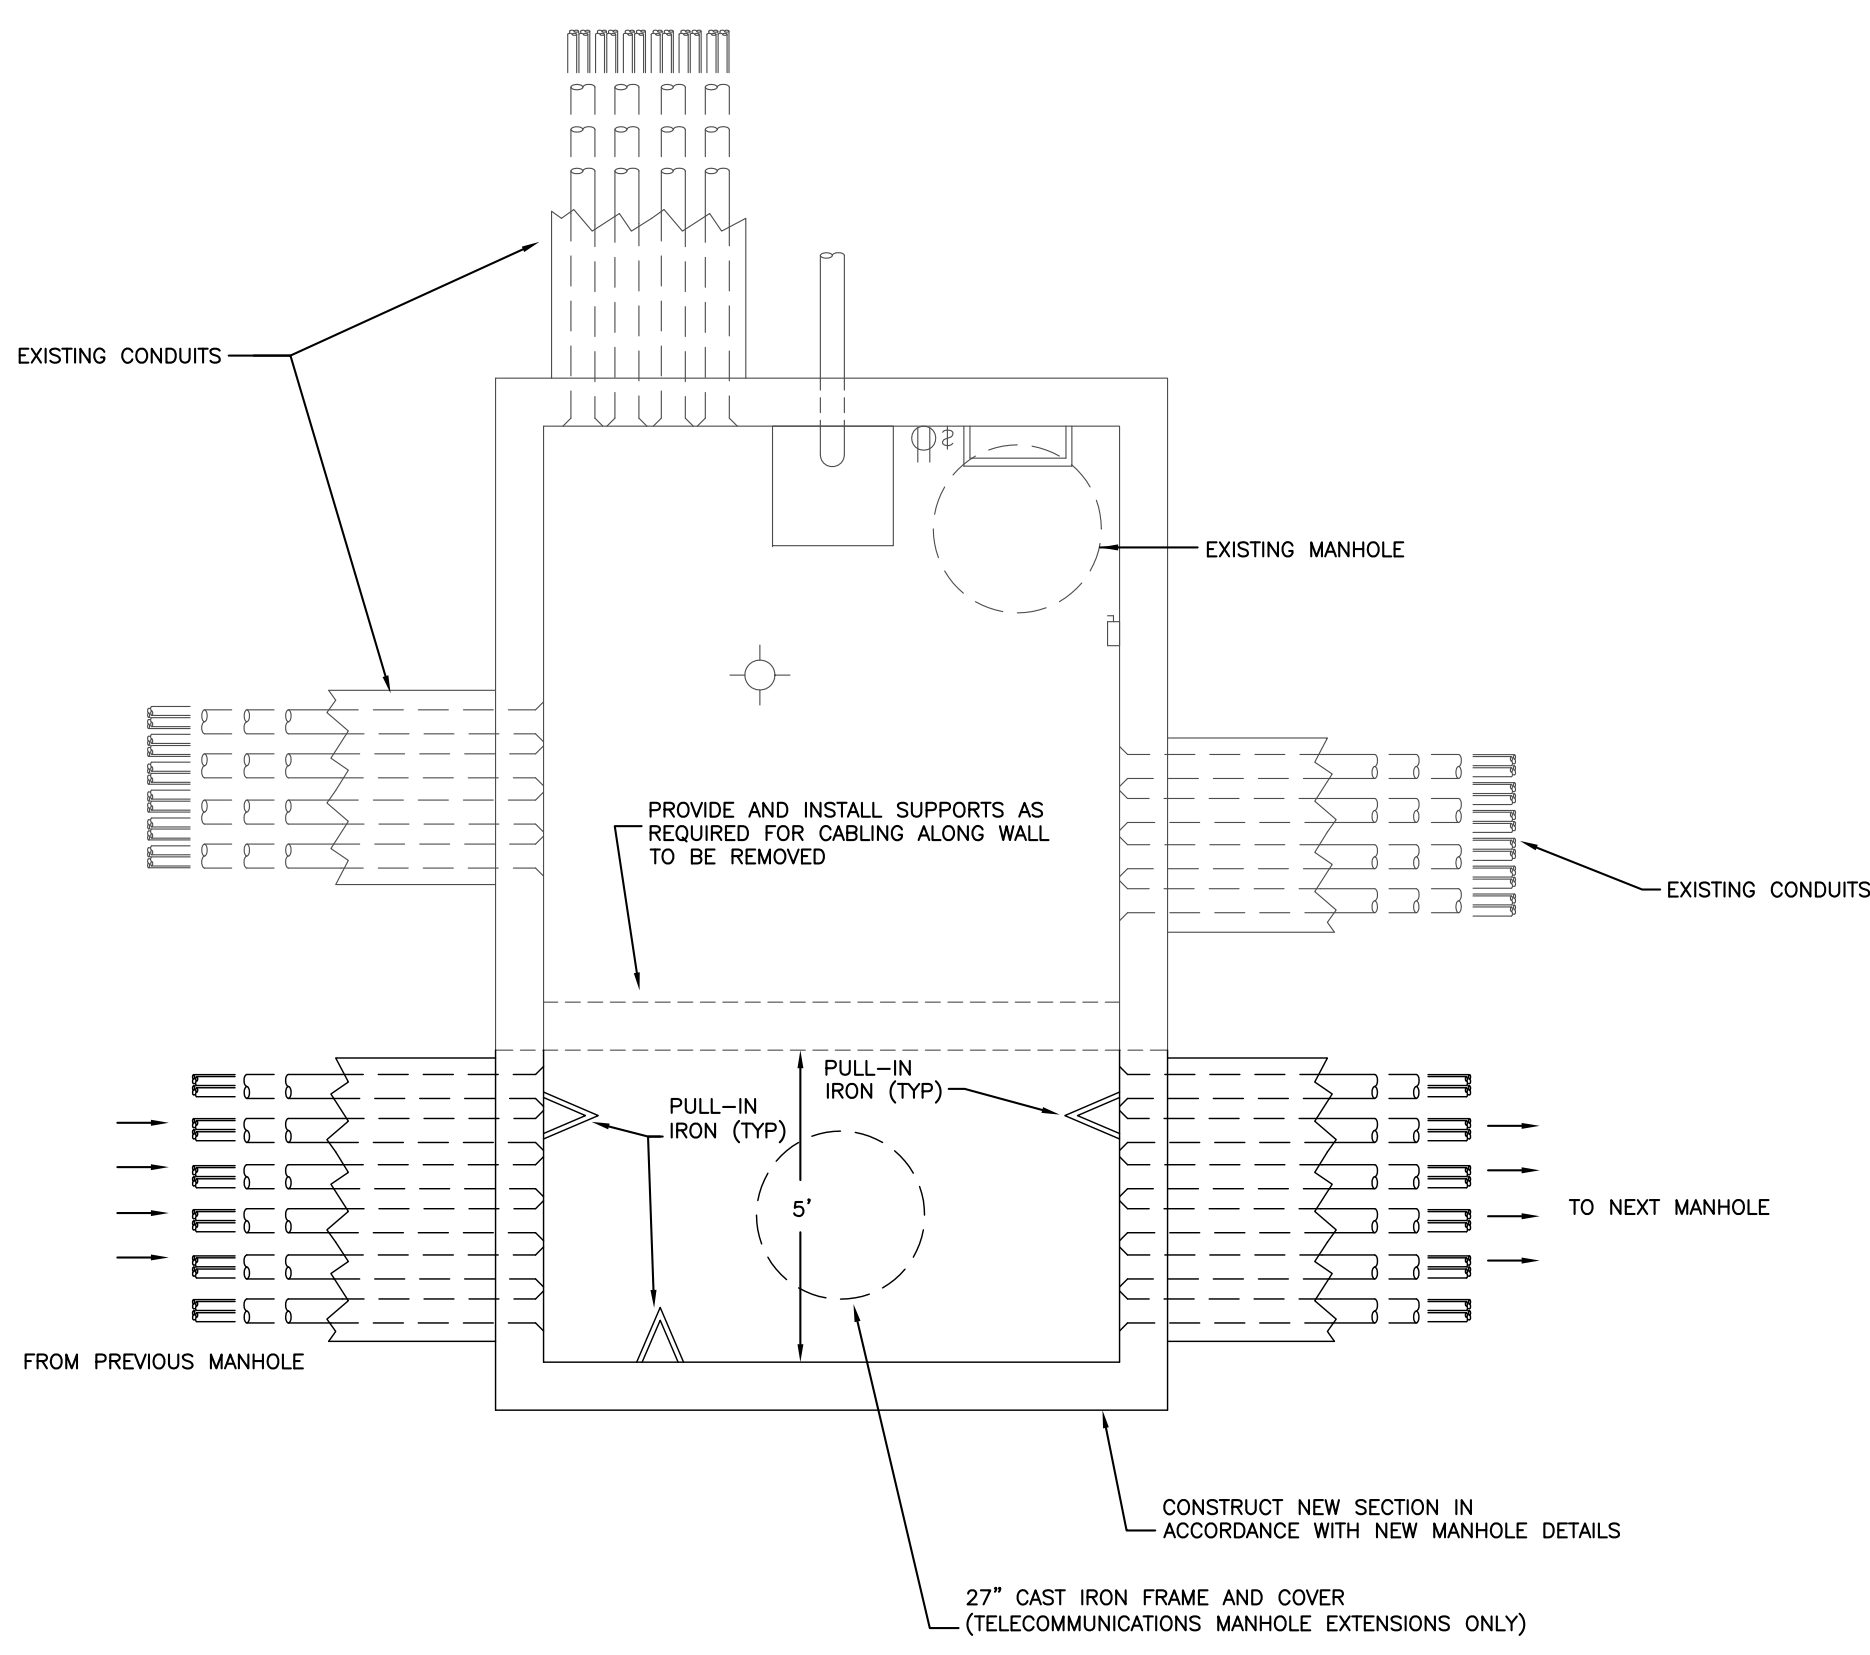 EXISTING CONDUITS
EXISTING MANHOLE
PROVIDE AND INSTALL SUPPORTS AS
REQUIRED FOR CABLING ALONG WALL
TO BE REMOVED
EXISTING CONDUITS
PULL-IN
IRON (TYP)
PULL-IN
IRON (TYP)
5'
TO NEXT MANHOLE
FROM PREVIOUS MANHOLE
CONSTRUCT NEW SECTION IN
ACCORDANCE WITH NEW MANHOLE DETAILS
27" CAST IRON FRAME AND COVER
(TELECOMMUNICATIONS MANHOLE EXTENSIONS ONLY)